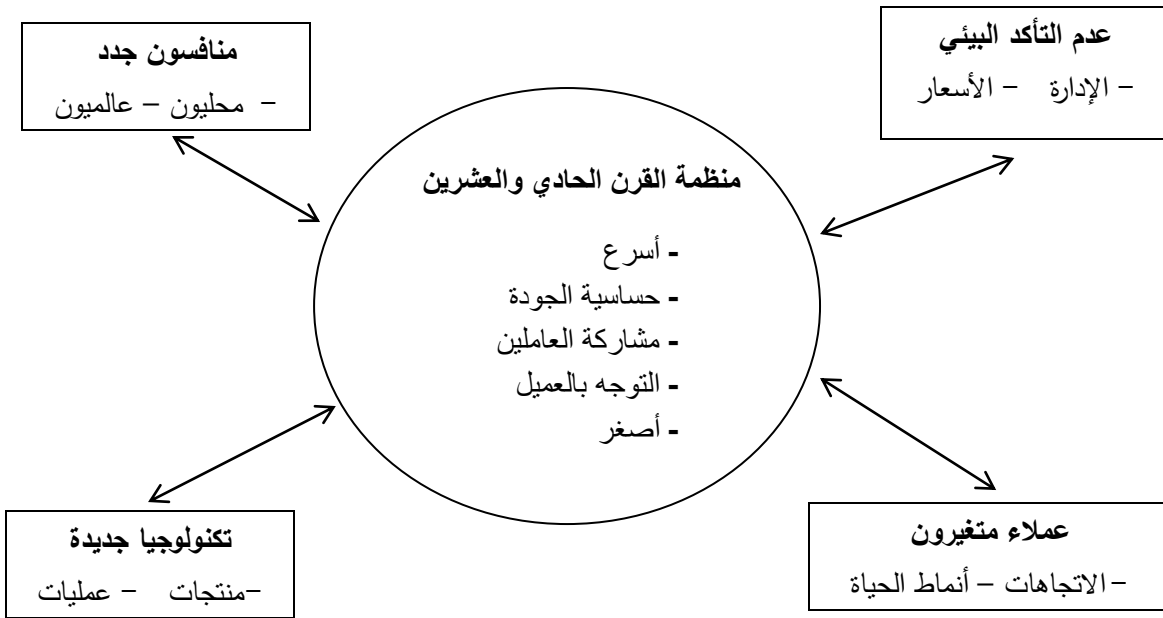 عدم التأكد البيئي
- الإدارة - الأسعار
منافسون جدد
- محليون – عالميون
منظمة القرن الحادي والعشرين
- أسرع
- حساسية الجودة
- مشاركة العاملين
- التوجه بالعميل
- أصغر
عملاء متغيرون
-الاتجاهات – أنماط الحياة
تكنولوجيا جديدة
-منتجات - عمليات